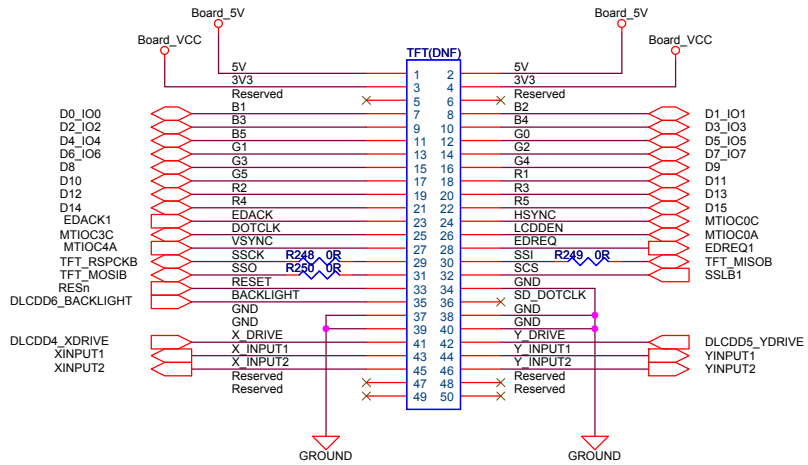 Board_5V Board_5V
Board_VCC Board_VCC
TFT(DNF)
5V 1 2 5V
3V3 3 4 3V3
Reserved 5 6 Reserved
D0_IO0 B1 7 8 B2 D1_IO1
D2_IO2 B3 9 10 B4 D3_IO3
D4_IO4 B5 11 12 G0 D5_IO5
D6_IO6 G1 13 14 G2 D7_IO7
D8 G3 15 16 G4 D9
D10 G5 17 18 R1 D11
D12 R2 19 20 R3 D13
D14 R4 21 22 R5 D15
EDACK1 EDACK 23 24 HSYNC MTIOC0C
MTIOC3C DOTCLK 25 26 LCDDEN MTIOC0A
MTIOC4A VSYNC 27 28 EDREQ EDREQ1
TFT_RSPCKB SSCK R248 0R 29 30 SSI R249 0R TFT_MISOB
TFT_MOSIB SSO R250 0R 31 32 SCS SSLB1
RESn RESET 33 34 GND
DLCDD6_BACKLIGHT BACKLIGHT 35 36 SD_DOTCLK
GND 37 38 GND
GND 39 40 GND
DLCDD4_XDRIVE X_DRIVE 41 42 Y_DRIVE DLCDD5_YDRIVE
XINPUT1 X_INPUT1 43 44 Y_INPUT1 YINPUT1
XINPUT2 X_INPUT2 45 46 Y_INPUT2 YINPUT2
Reserved 47 48 Reserved
Reserved 49 50 Reserved
GROUND GROUND